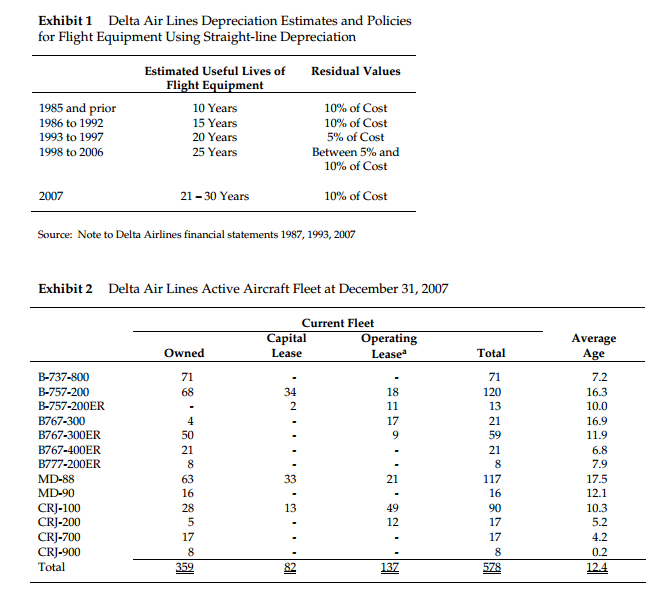 Exhibit 1 Delta Air Lines Depreciation Estimates and Policies
for Flight Equipment Using Straight-line Depreciation
Estimated Useful Lives of Flight Equipment Residual Values
1985 and prior 10 Years 10% of Cost
1986 to 1992 15 Years 10% of Cost
1993 to 1997 20 Years 5% of Cost
1998 to 2006 25 Years Between 5% and
10% of Cost
2007 21 – 30 Years 10% of Cost
Source: Note to Delta Airlines financial statements 1987, 1993, 2007
Exhibit 2 Delta Air Lines Active Aircraft Fleet at December 31, 2007
Current Fleet
Capital Operating Average
Owned Lease Leaseª Total Age
B-737-800 71 - - 71 7.2
B-757-200 68 34 18 120 16.3
B-757-200ER - 2 11 13 10.0
B767-300 4 - 17 21 16.9
B767-300ER 50 - 9 59 11.9
B767-400ER 21 - - 21 6.8
B777-200ER 8 - - 8 7.9
MD-88 63 33 21 117 17.5
MD-90 16 - - 16 12.1
CRJ-100 28 13 49 90 10.3
CRJ-200 5 - 12 17 5.2
CRJ-700 17 - - 17 4.2
CRJ-900 8 - - 8 0.2
Total 359 82 137 578 12.4